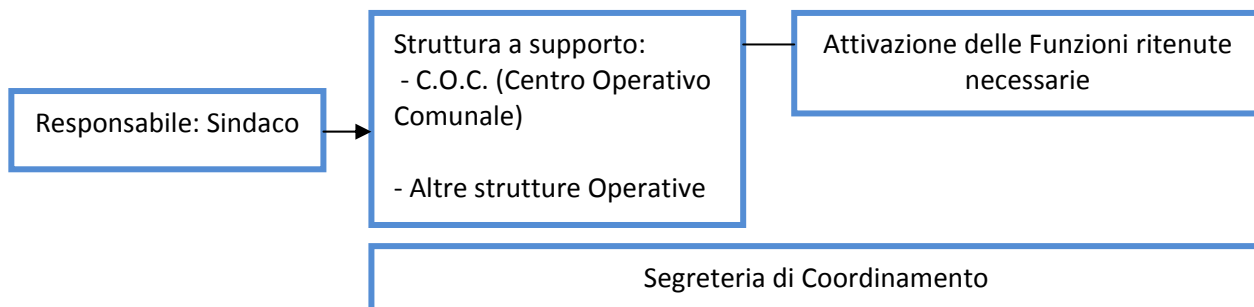 Responsabile: Sindaco
Struttura a supporto:
- C.O.C. (Centro Operativo
Comunale)
- Altre strutture Operative
Attivazione delle Funzioni ritenute
necessarie
Segreteria di Coordinamento